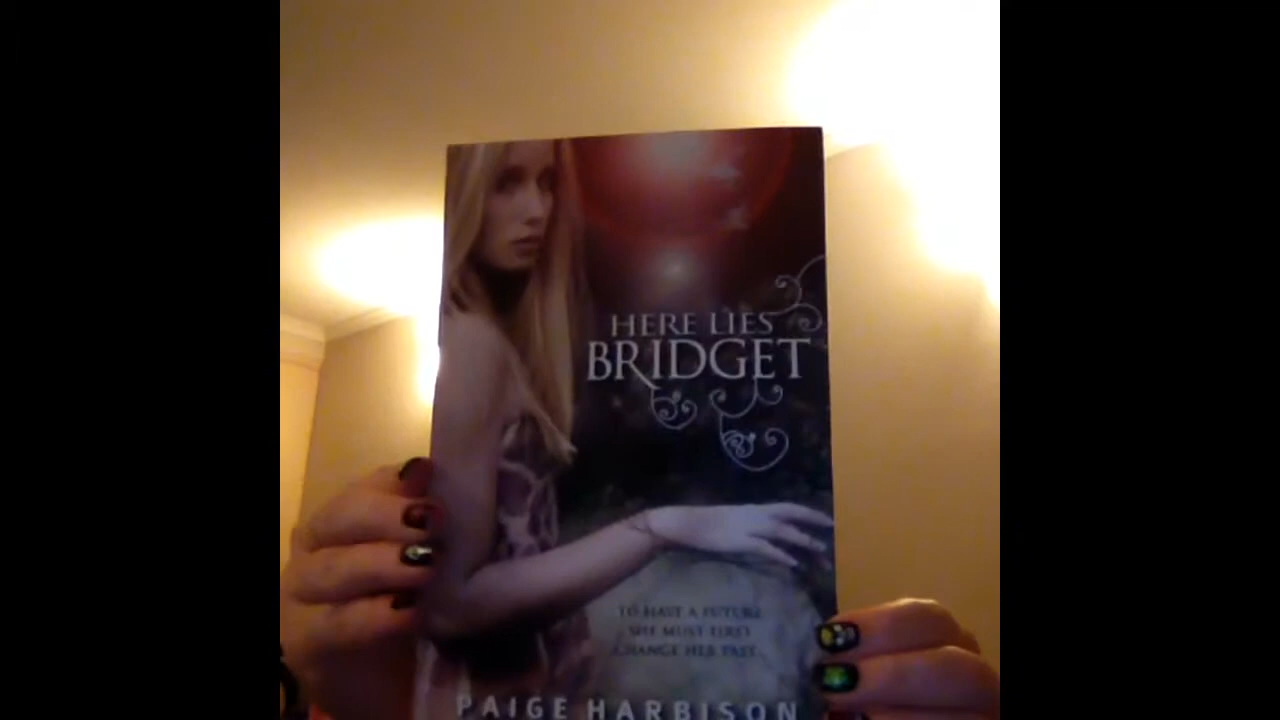 HERE LIES
BRIDGET
TO HAVE A FUTURE
SHE MUST FIRST
CHANGE HER PAST...
PAIGE HARBISON